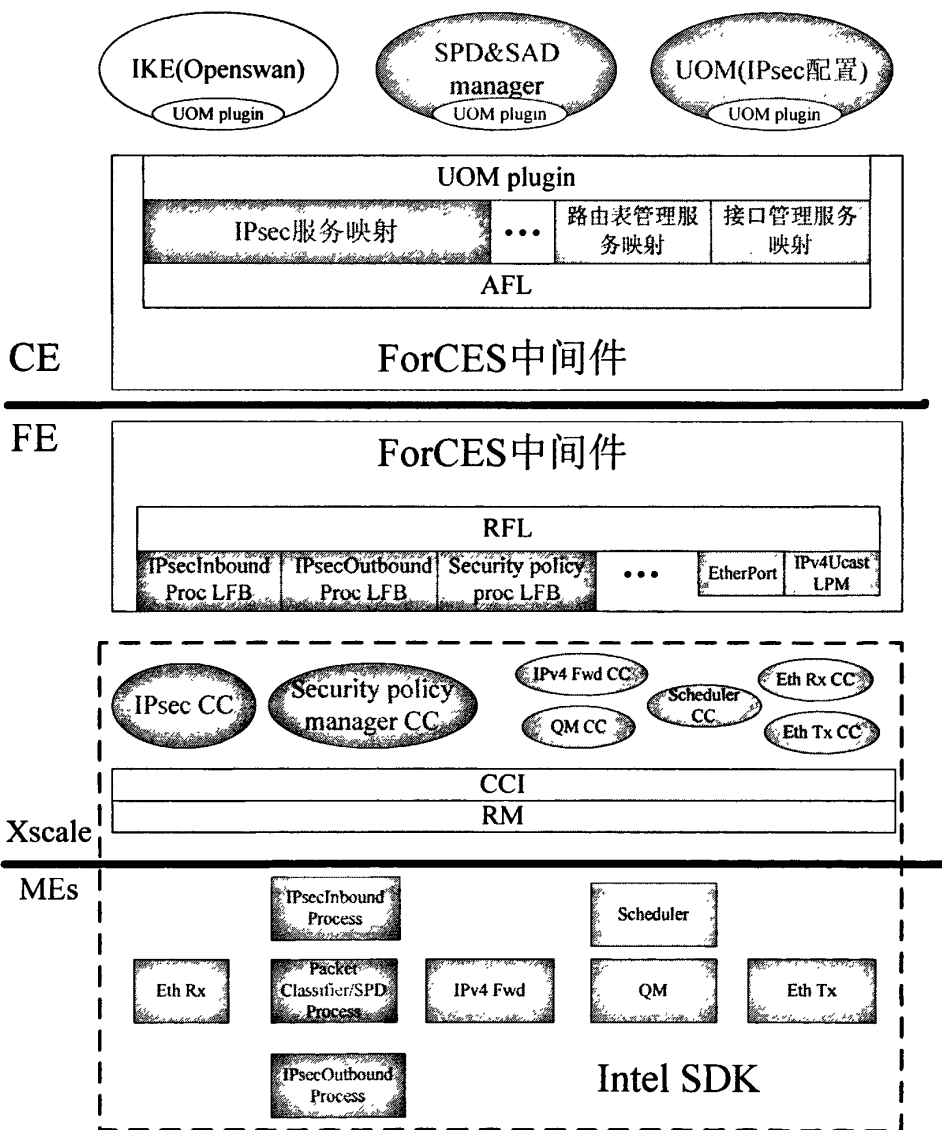 IKE(Openswan)
UOM plugin
SPD&SAD
manager
UOM plugin
UOM(IPsec配置)
UOM plugin
UOM plugin
IPsec服务映射
•••
路由表管理服
务映射
接口管理服务
映射
AFL
CE
ForCES中间件
FE
ForCES中间件
RFL
IPsecInbound
Proc LFB
IPsecOutbound
Proc LFB
Security policy
proc LFB
•••
EtherPort
IPv4Ucast
LPM
IPsec CC
Security policy
manager CC
IPv4 Fwd CC
QM CC
Scheduler
CC
Eth Rx CC
Eth Tx CC
CCI
RM
Xscale
MEs
IPsecInbound
Process
Scheduler
Eth Rx
Packet
Classifier/SPD
Process
IPv4 Fwd
QM
Eth Tx
IPsecOutbound
Process
Intel SDK